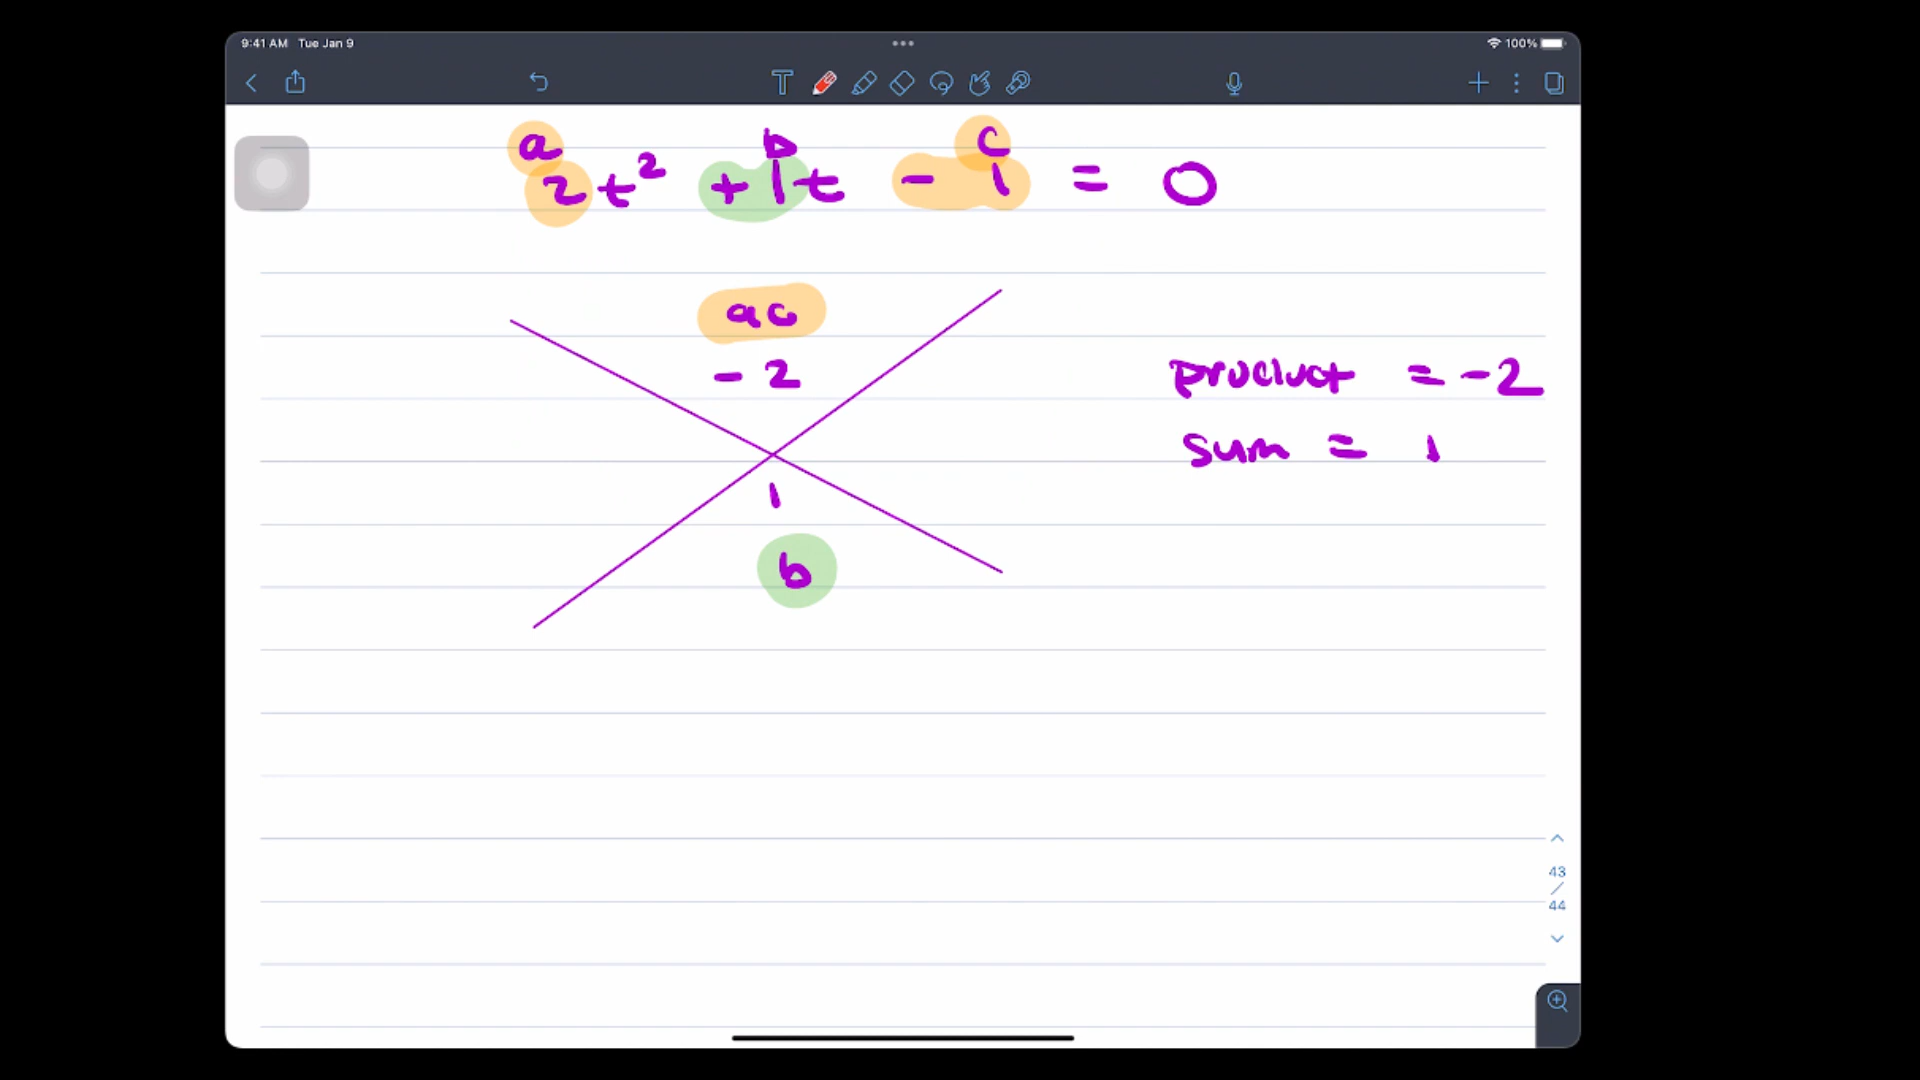 9:41 AM Tue Jan 9
100%
T
a b c
2t² +1t - 1 = 0
ac
- 2
product = -2
sum = 1
1
b
43
/
44